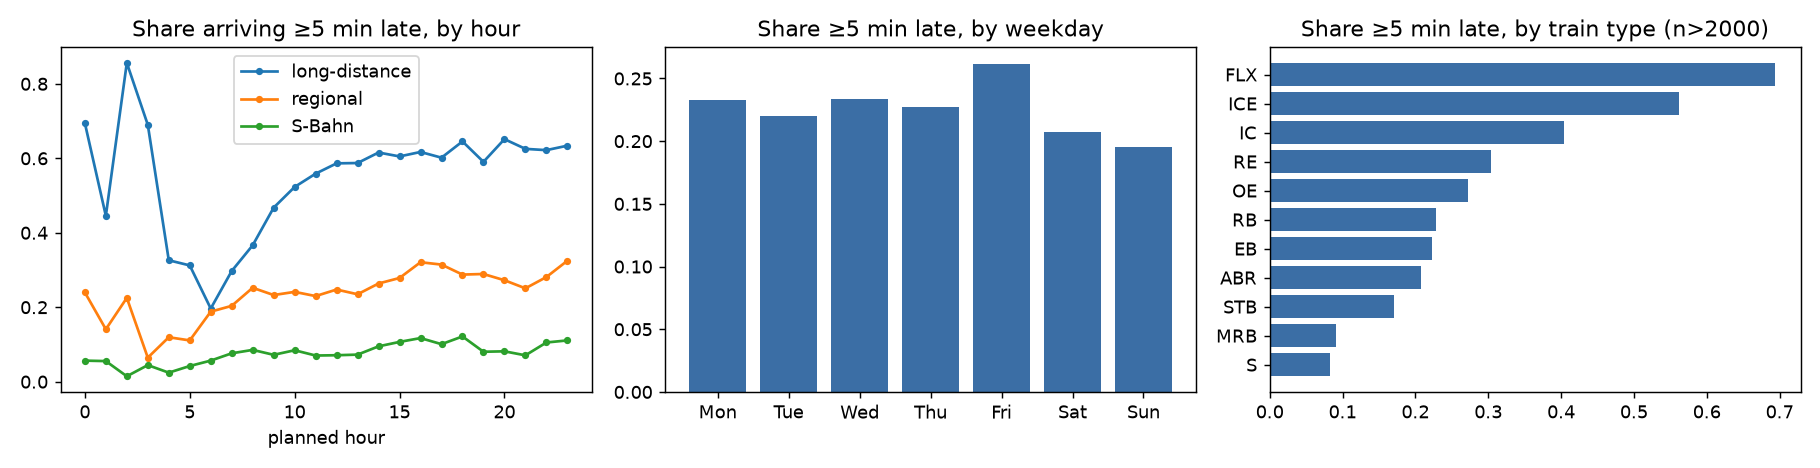 Share arriving ≥5 min late, by hour
0.8
0.6
0.4
0.2
0.0
long-distance
regional
S-Bahn
0 5 10 15 20
planned hour
Share ≥5 min late, by weekday
0.25
0.20
0.15
0.10
0.05
0.00
Mon Tue Wed Thu Fri Sat Sun
Share ≥5 min late, by train type (n>2000)
FLX
ICE
IC
RE
OE
RB
EB
ABR
STB
MRB
S
0.0 0.1 0.2 0.3 0.4 0.5 0.6 0.7